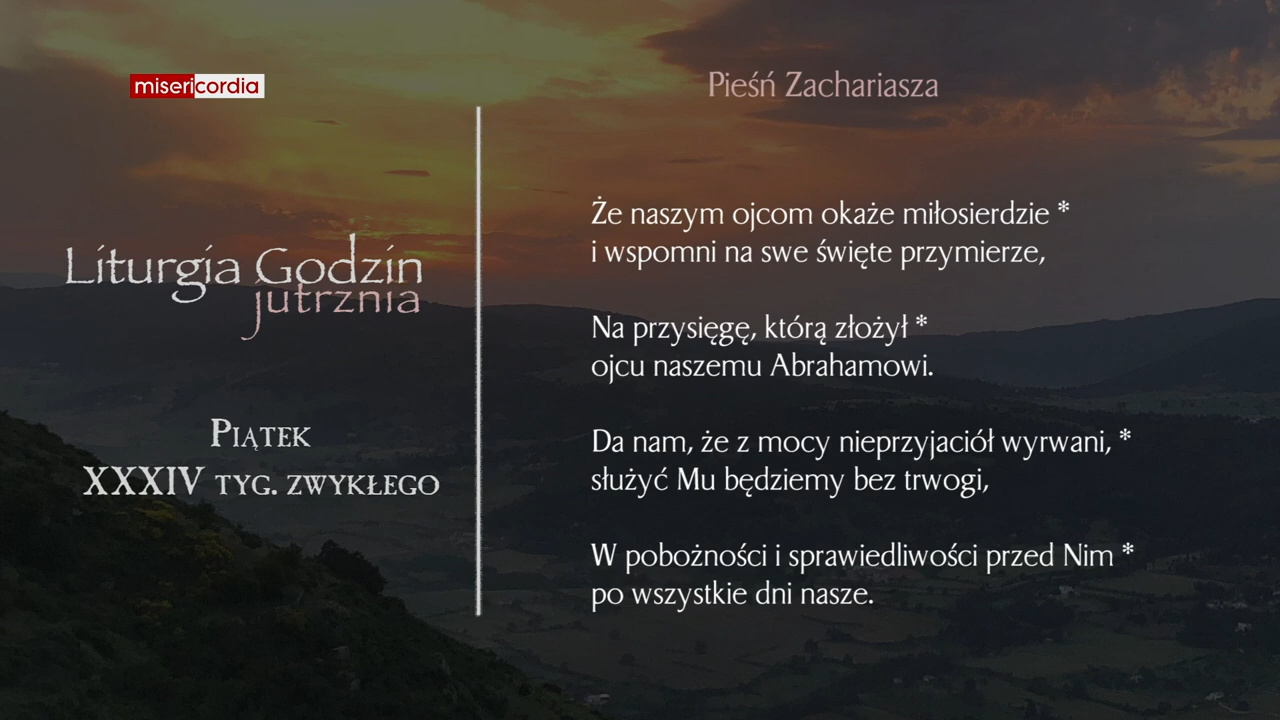 misericordia
Liturgia Godzin
jutrznia
Piątek
XXXIV tyg. zwykłego
Pieśń Zachariasza
Że naszym ojcom okaże miłosierdzie *
i wspomni na swe święte przymierze,
Na przysięgę, którą złożył *
ojcu naszemu Abrahamowi.
Da nam, że z mocy nieprzyjaciół wyrwani, *
służyć Mu będziemy bez trwogi,
W pobożności i sprawiedliwości przed Nim *
po wszystkie dni nasze.